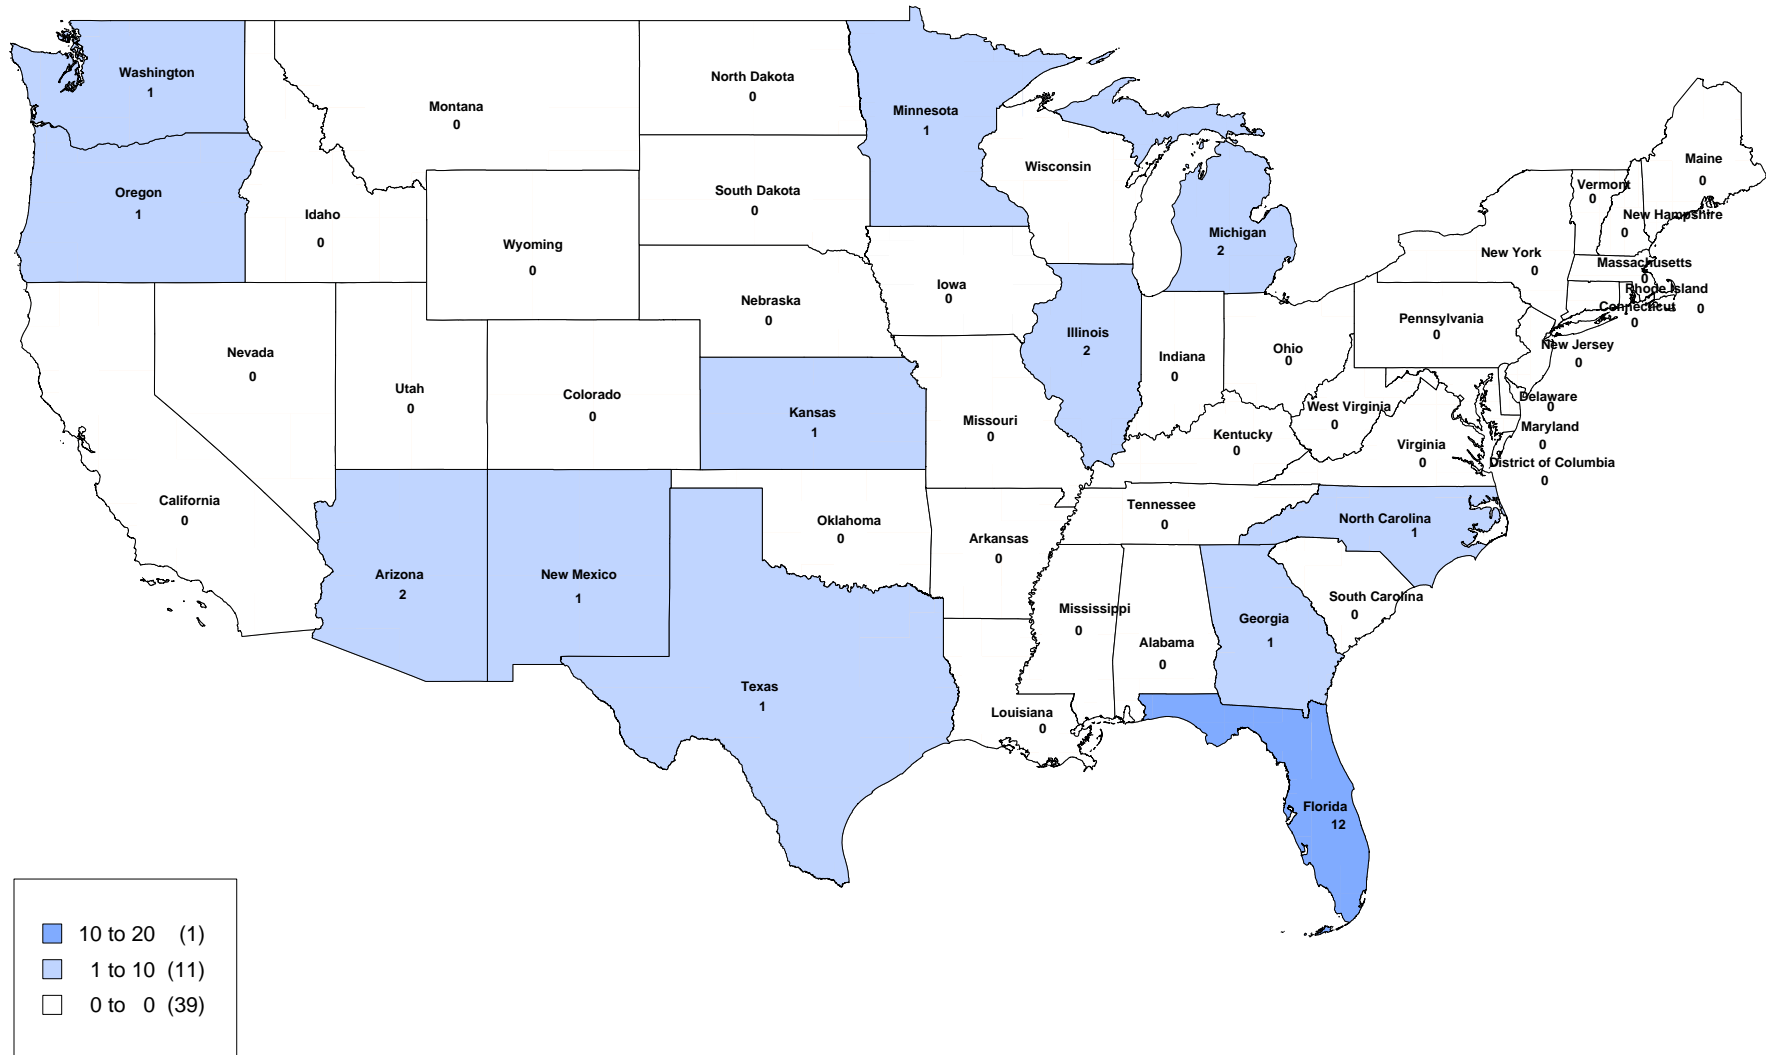 Washington
1
Montana
0
North Dakota
0
Minnesota
1
Oregon
1
Idaho
0
Wyoming
0
South Dakota
0
Wisconsin
Michigan
2
Maine
0
Vermont
0
New Hampshire
0
New York
0
Massachusetts
0
Rhode Island
0
Connecticut
0
Iowa
0
Nebraska
0
Illinois
2
Indiana
0
Ohio
0
Pennsylvania
0
New Jersey
0
Nevada
0
Utah
0
Colorado
0
Kansas
1
Missouri
0
Kentucky
0
West Virginia
0
Virginia
0
Delaware
0
Maryland
0
District of Columbia
0
California
0
Arizona
2
New Mexico
1
Oklahoma
0
Arkansas
0
Tennessee
0
North Carolina
1
South Carolina
0
Mississippi
0
Alabama
0
Georgia
1
Texas
1
Louisiana
0
Florida
12
10 to 20 (1)
1 to 10 (11)
0 to 0 (39)